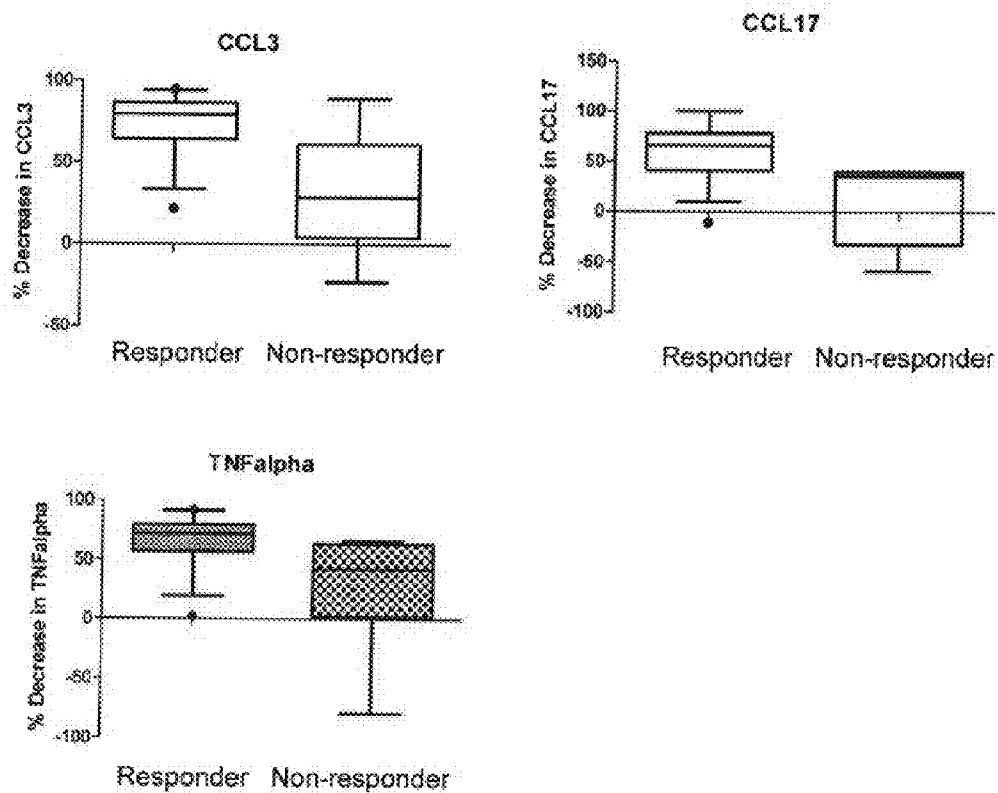 CCL3
% Decrease in CCL3
100
50
0
-50
Responder Non-responder
CCL17
% Decrease in CCL17
150
100
50
0
-50
-100
Responder Non-responder
TNFalpha
% Decrease in TNFalpha
100
50
0
-50
-100
Responder Non-responder